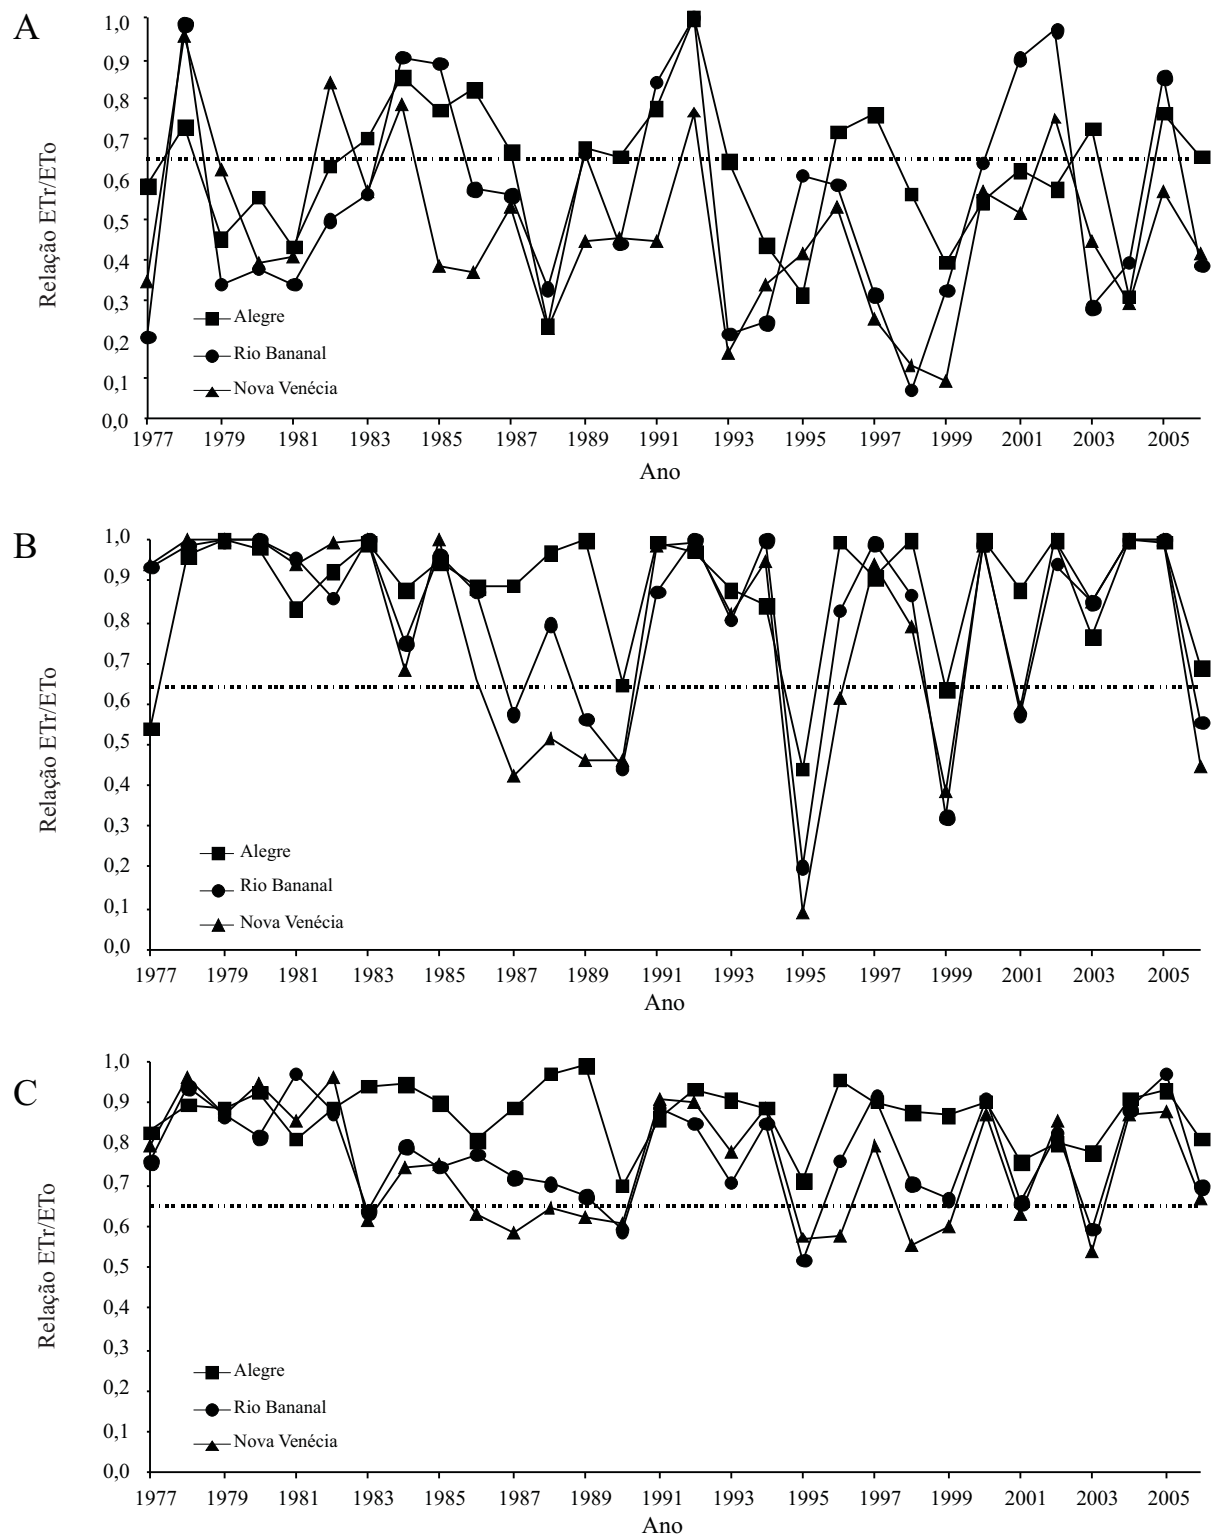 A
Relação ETr/ETo
1,0
0,9
0,8
0,7
0,6
0,5
0,4
0,3
0,2
0,1
0,0
Alegre
Rio Bananal
Nova Venécia
1977 1979 1981 1983 1985 1987 1989 1991 1993 1995 1997 1999 2001 2003 2005
Ano
B
Relação ETr/ETo
1,0
0,9
0,8
0,7
0,6
0,5
0,4
0,3
0,2
0,1
0,0
Alegre
Rio Bananal
Nova Venécia
1977 1979 1981 1983 1985 1987 1989 1991 1993 1995 1997 1999 2001 2003 2005
Ano
C
Relação ETr/ETo
1,0
0,9
0,8
0,7
0,6
0,5
0,4
0,3
0,2
0,1
0,0
Alegre
Rio Bananal
Nova Venécia
1977 1979 1981 1983 1985 1987 1989 1991 1993 1995 1997 1999 2001 2003 2005
Ano